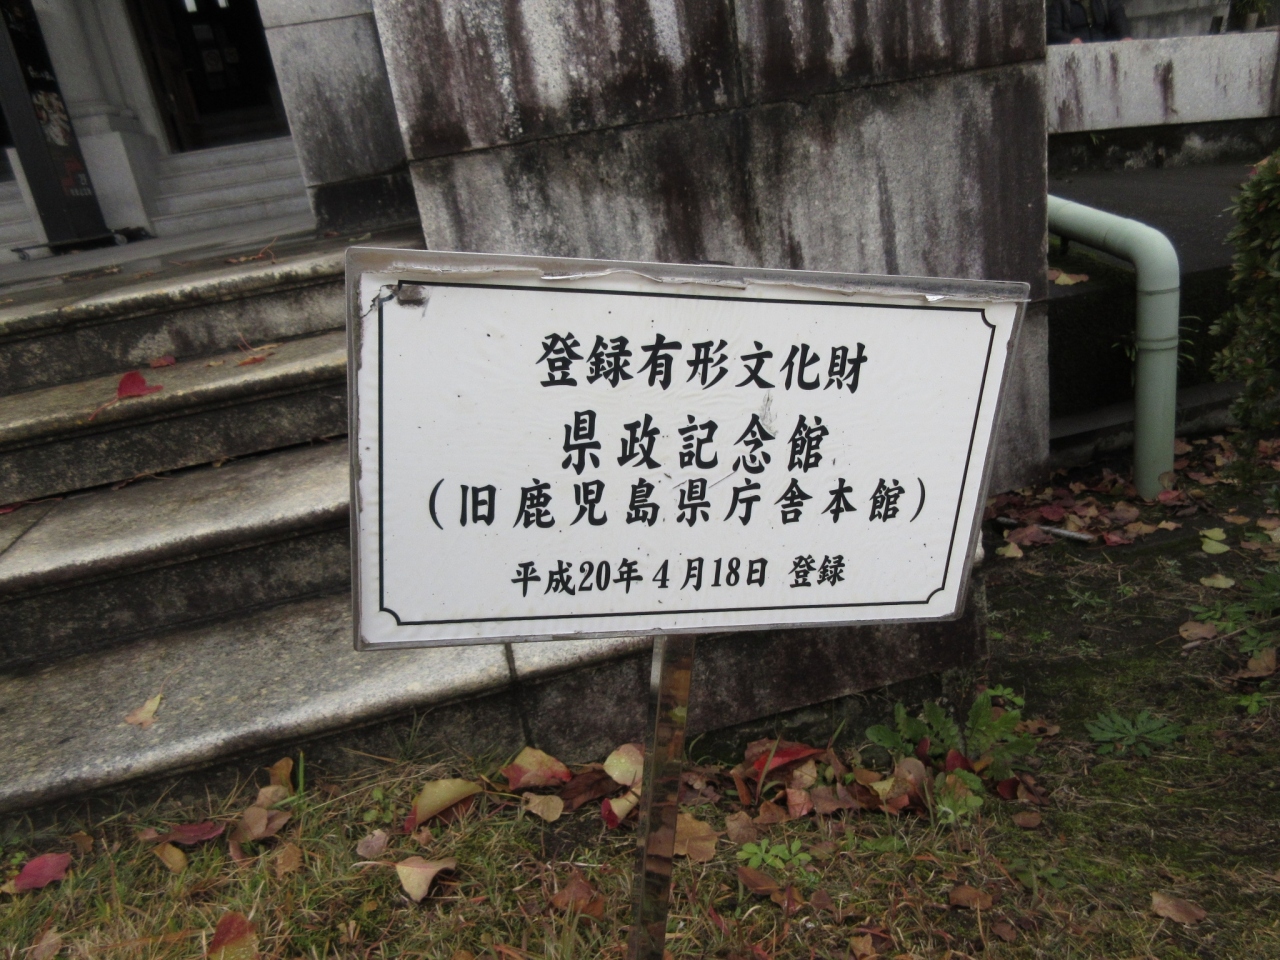 登録有形文化財
県政記念館
(旧鹿児島県庁舎本館)
平成20年4月18日 登録